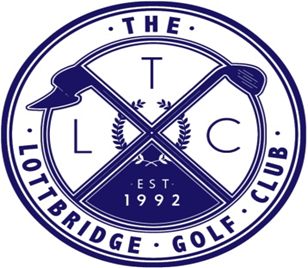 · THE ·
LOTTBRIDGE · GOLF · CLUB
T
L C
· EST ·
1992